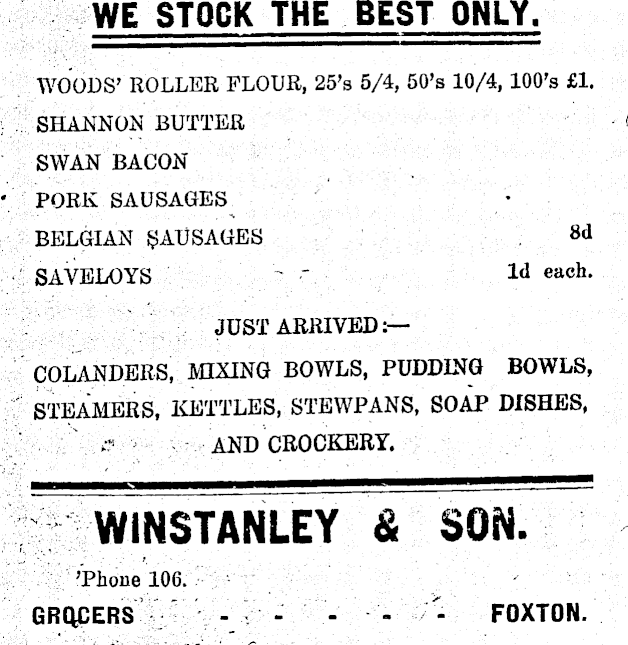 WE STOCK THE BEST ONLY.
WOODS' ROLLER FLOUR, 25's 5/4, 50's 10/4, 100's £1.
SHANNON BUTTER
SWAN BACON
PORK SAUSAGES
BELGIAN SAUSAGES 8d
SAVELOYS 1d each.
JUST ARRIVED:—
COLANDERS, MIXING BOWLS, PUDDING BOWLS,
STEAMERS, KETTLES, STEWPANS, SOAP DISHES,
AND CROCKERY.
WINSTANLEY & SON.
'Phone 106.
GROCERS - - - - - FOXTON.